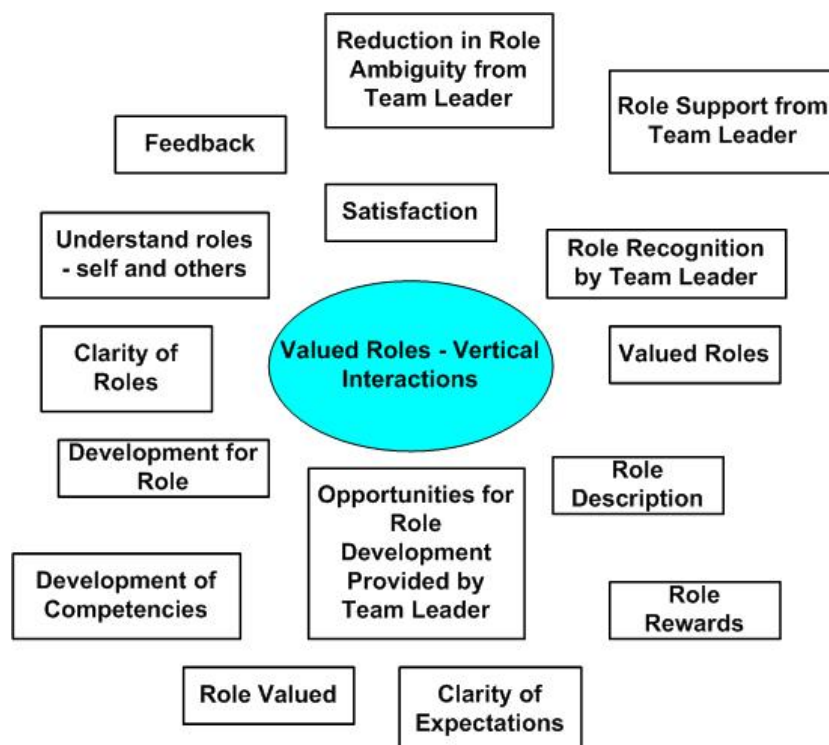 Reduction in Role
Ambiguity from
Team Leader
Role Support from
Team Leader
Feedback
Satisfaction
Understand roles
- self and others
Role Recognition
by Team Leader
Valued Roles - Vertical
Interactions
Clarity of
Roles
Valued Roles
Development for
Role
Role
Description
Opportunities for
Role
Development
Provided by
Team Leader
Development of
Competencies
Role
Rewards
Role Valued
Clarity of
Expectations